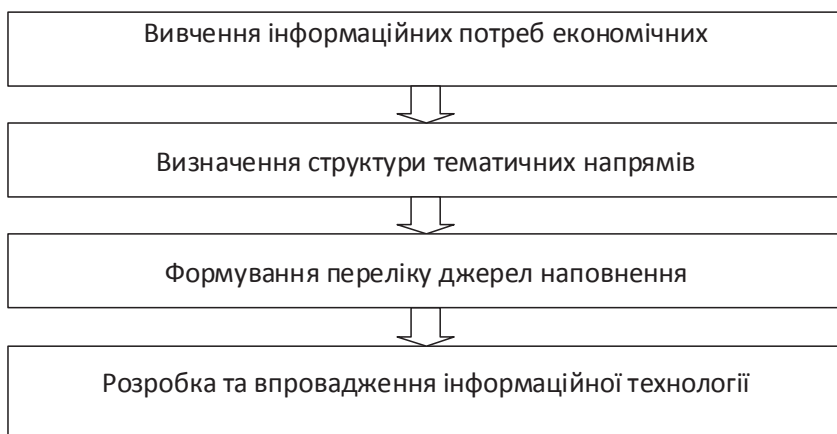 Вивчення інформаційних потреб економічних
Визначення структури тематичних напрямів
Формування переліку джерел наповнення
Розробка та впровадження інформаційної технології